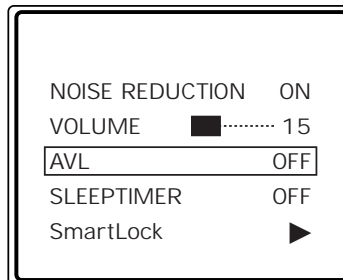 NOISE REDUCTION ON
VOLUME 15
AVL OFF
SLEEPTIMER OFF
SmartLock